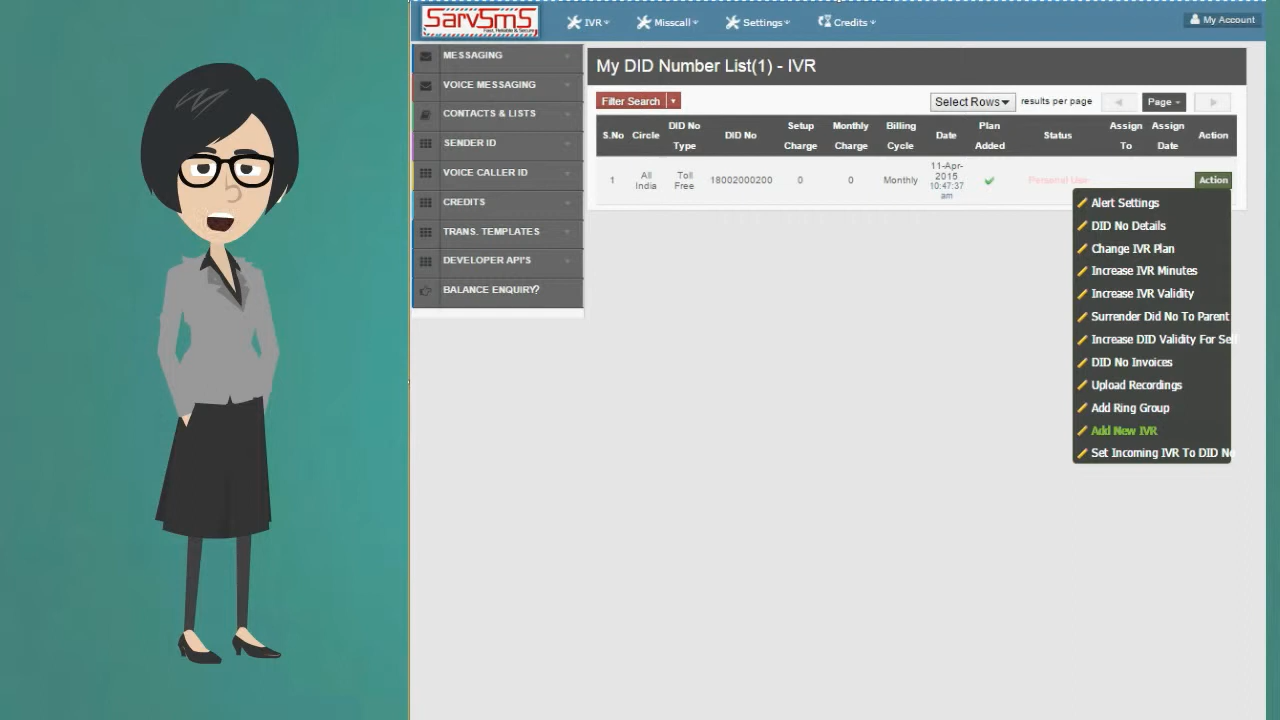 SarvSmS
Fast, Reliable & Secure
IVR
Misscall
Settings
Credits
My Account
MESSAGING
VOICE MESSAGING
CONTACTS & LISTS
SENDER ID
VOICE CALLER ID
CREDITS
TRANS. TEMPLATES
DEVELOPER API'S
BALANCE ENQUIRY?
My DID Number List(1) - IVR
Filter Search
Select Rows
results per page
Page
S.No Circle DID No Type DID No Setup Charge Monthly Charge Billing Cycle Date Plan Added Status Assign To Assign Date Action
1 All India Toll Free 18002000200 0 0 Monthly 11-Apr-2015 10:47:37 am Personal Use Action
Alert Settings
DID No Details
Change IVR Plan
Increase IVR Minutes
Increase IVR Validity
Surrender Did No To Parent
Increase DID Validity For Self
DID No Invoices
Upload Recordings
Add Ring Group
Add New IVR
Set Incoming IVR To DID No